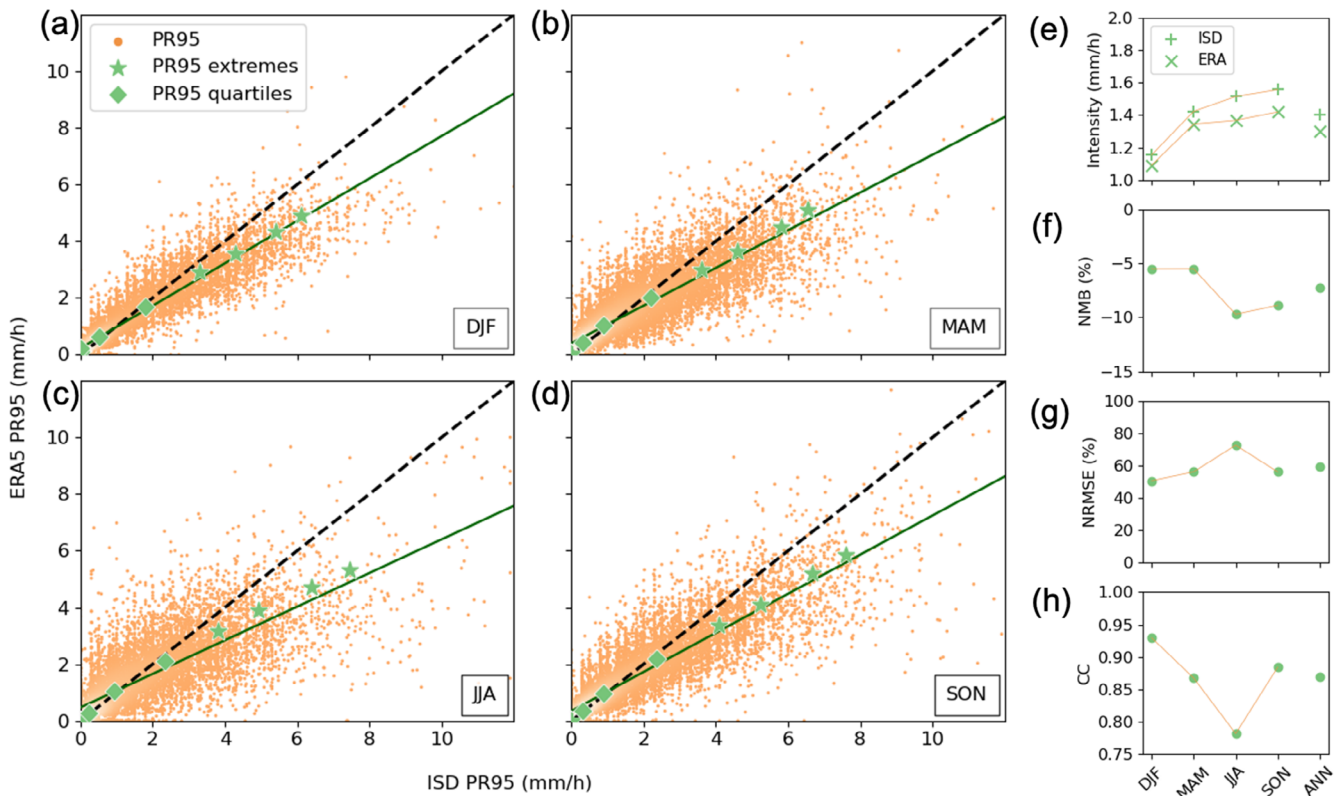 (a)
PR95
PR95 extremes
PR95 quartiles
10
8
6
4
2
0
DJF
(b)
MAM
(c)
10
8
6
4
2
0
0
2
4
6
8
10
JJA
(d)
0
2
4
6
8
10
SON
ERA5 PR95 (mm/h)
ISD PR95 (mm/h)
(e)
Intensity (mm/h)
2.0
1.8
1.6
1.4
1.2
1.0
ISD
ERA
(f)
NMB (%)
0
−5
−10
−15
(g)
NRMSE (%)
100
80
60
40
20
0
(h)
CC
1.00
0.95
0.90
0.85
0.80
0.75
DJF
MAM
JJA
SON
ANN